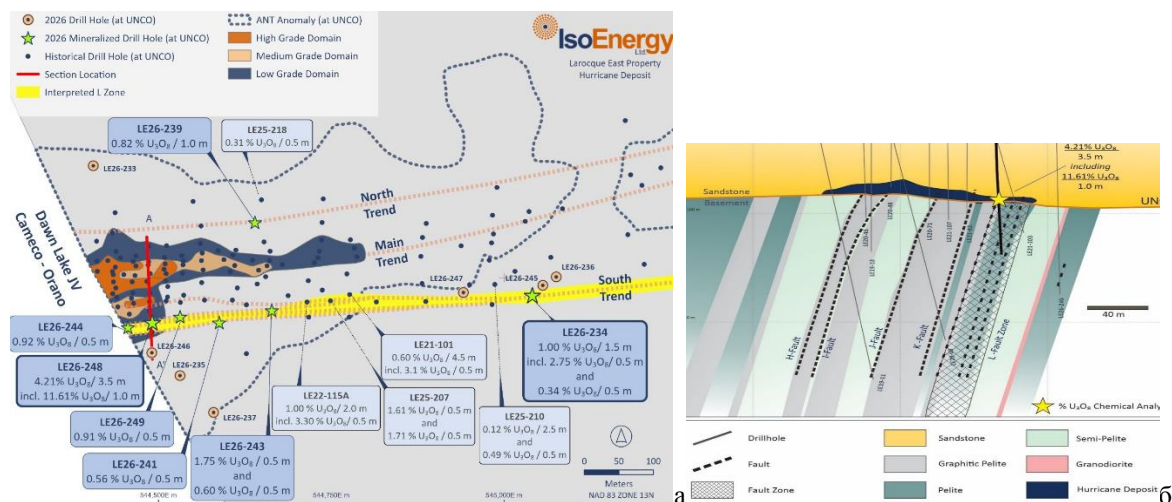 2026 Drill Hole (at UNCO)
2026 Mineralized Drill Hole (at UNCO)
Historical Drill Hole (at UNCO)
Section Location
Interpreted L Zone
ANT Anomaly (at UNCO)
High Grade Domain
Medium Grade Domain
Low Grade Domain
IsoEnergy
Ltd.
Larocque East Property
Hurricane Deposit
LE26-239
0.82 % U₃O₈ / 1.0 m
LE25-218
0.31 % U₃O₈ / 0.5 m
LE26-233
North
Trend
A
Main
Trend
Dawn Lake JV
Cameco - Orano
LE26-247
LE26-245
LE26-236
South
Trend
LE26-244
0.92 % U₃O₈ / 0.5 m
LE26-246
A'
LE26-235
LE26-248
4.21% U₃O₈/ 3.5 m
incl. 11.61% U₃O₈/ 1.0 m
LE26-237
LE21-101
0.60 % U₃O₈ / 4.5 m
incl. 3.1 % U₃O₈/ 0.5 m
LE26-234
1.00 % U₃O₈ / 1.5 m
incl. 2.75 % U₃O₈/ 0.5 m
and
0.34 % U₃O₈/ 0.5 m
LE22-115A
1.00 % U₃O₈/ 2.0 m
incl. 3.30 % U₃O₈/ 0.5 m
LE25-207
1.61 % U₃O₈/ 0.5 m
and
1.71 % U₃O₈/ 0.5 m
LE25-210
0.12 % U₃O₈/ 2.5 m
and
0.49 % U₃O₈/ 0.5 m
LE26-249
0.91 % U₃O₈/ 0.5 m
LE26-241
0.56 % U₃O₈/ 0.5 m
LE26-243
1.75 % U₃O₈ / 0.5 m
and
0.60 % U₃O₈/ 0.5 m
0 50 100
Meters
NAD 83 ZONE 13N
544,500E m
544,750E m
545,000E m
а
4.21% U₃O₈
3.5 m
including
11.61% U₃O₈
1.0 m
Sandstone
Basement
UN
H-Fault
I-Fault
J-Fault
K-Fault
L-Fault Zone
40 m
% U₃O₈ Chemical Analy
Drillhole
Fault
Fault Zone
Sandstone
Graphitic Pelite
Pelite
Semi-Pelite
Granodiorite
Hurricane Deposit
б